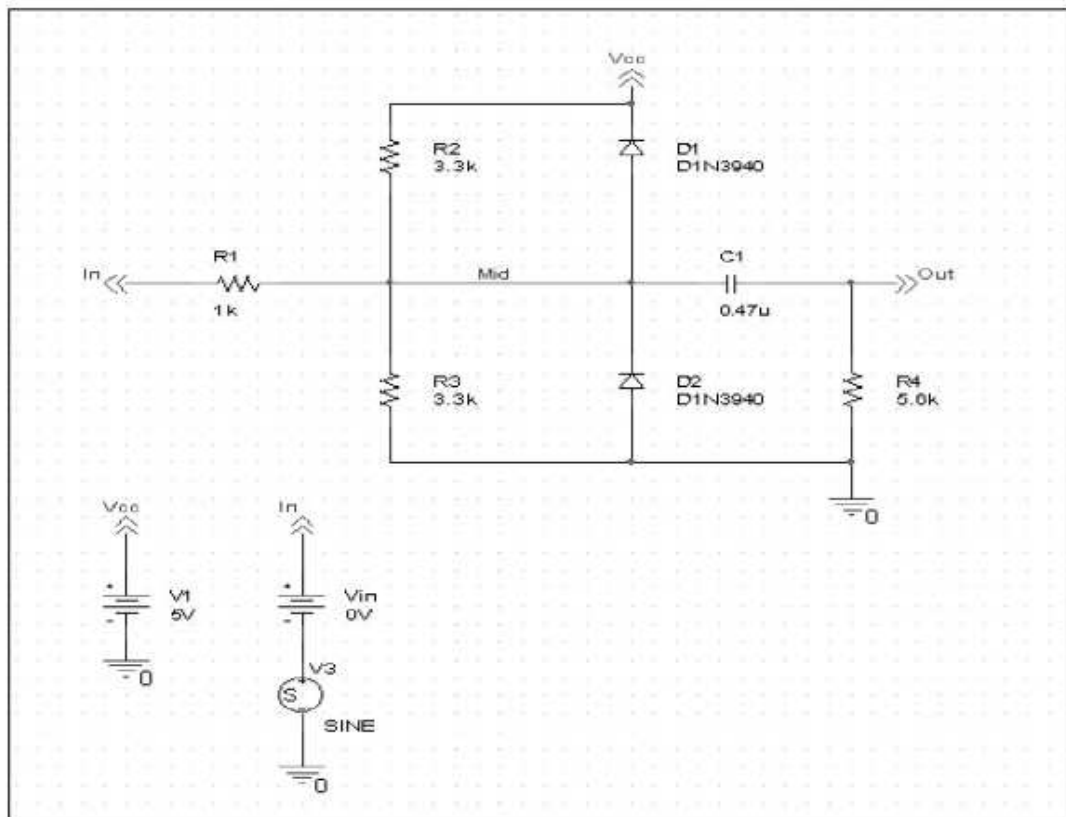 Vcc
R2
3.3k
D1
D1N3940
In
R1
1k
Mid
C1
0.47u
Out
R3
3.3k
D2
D1N3940
R4
5.6k
0
Vcc
In
+
-
V1
5V
0
+
-
Vin
0V
V3
S
SINE
0